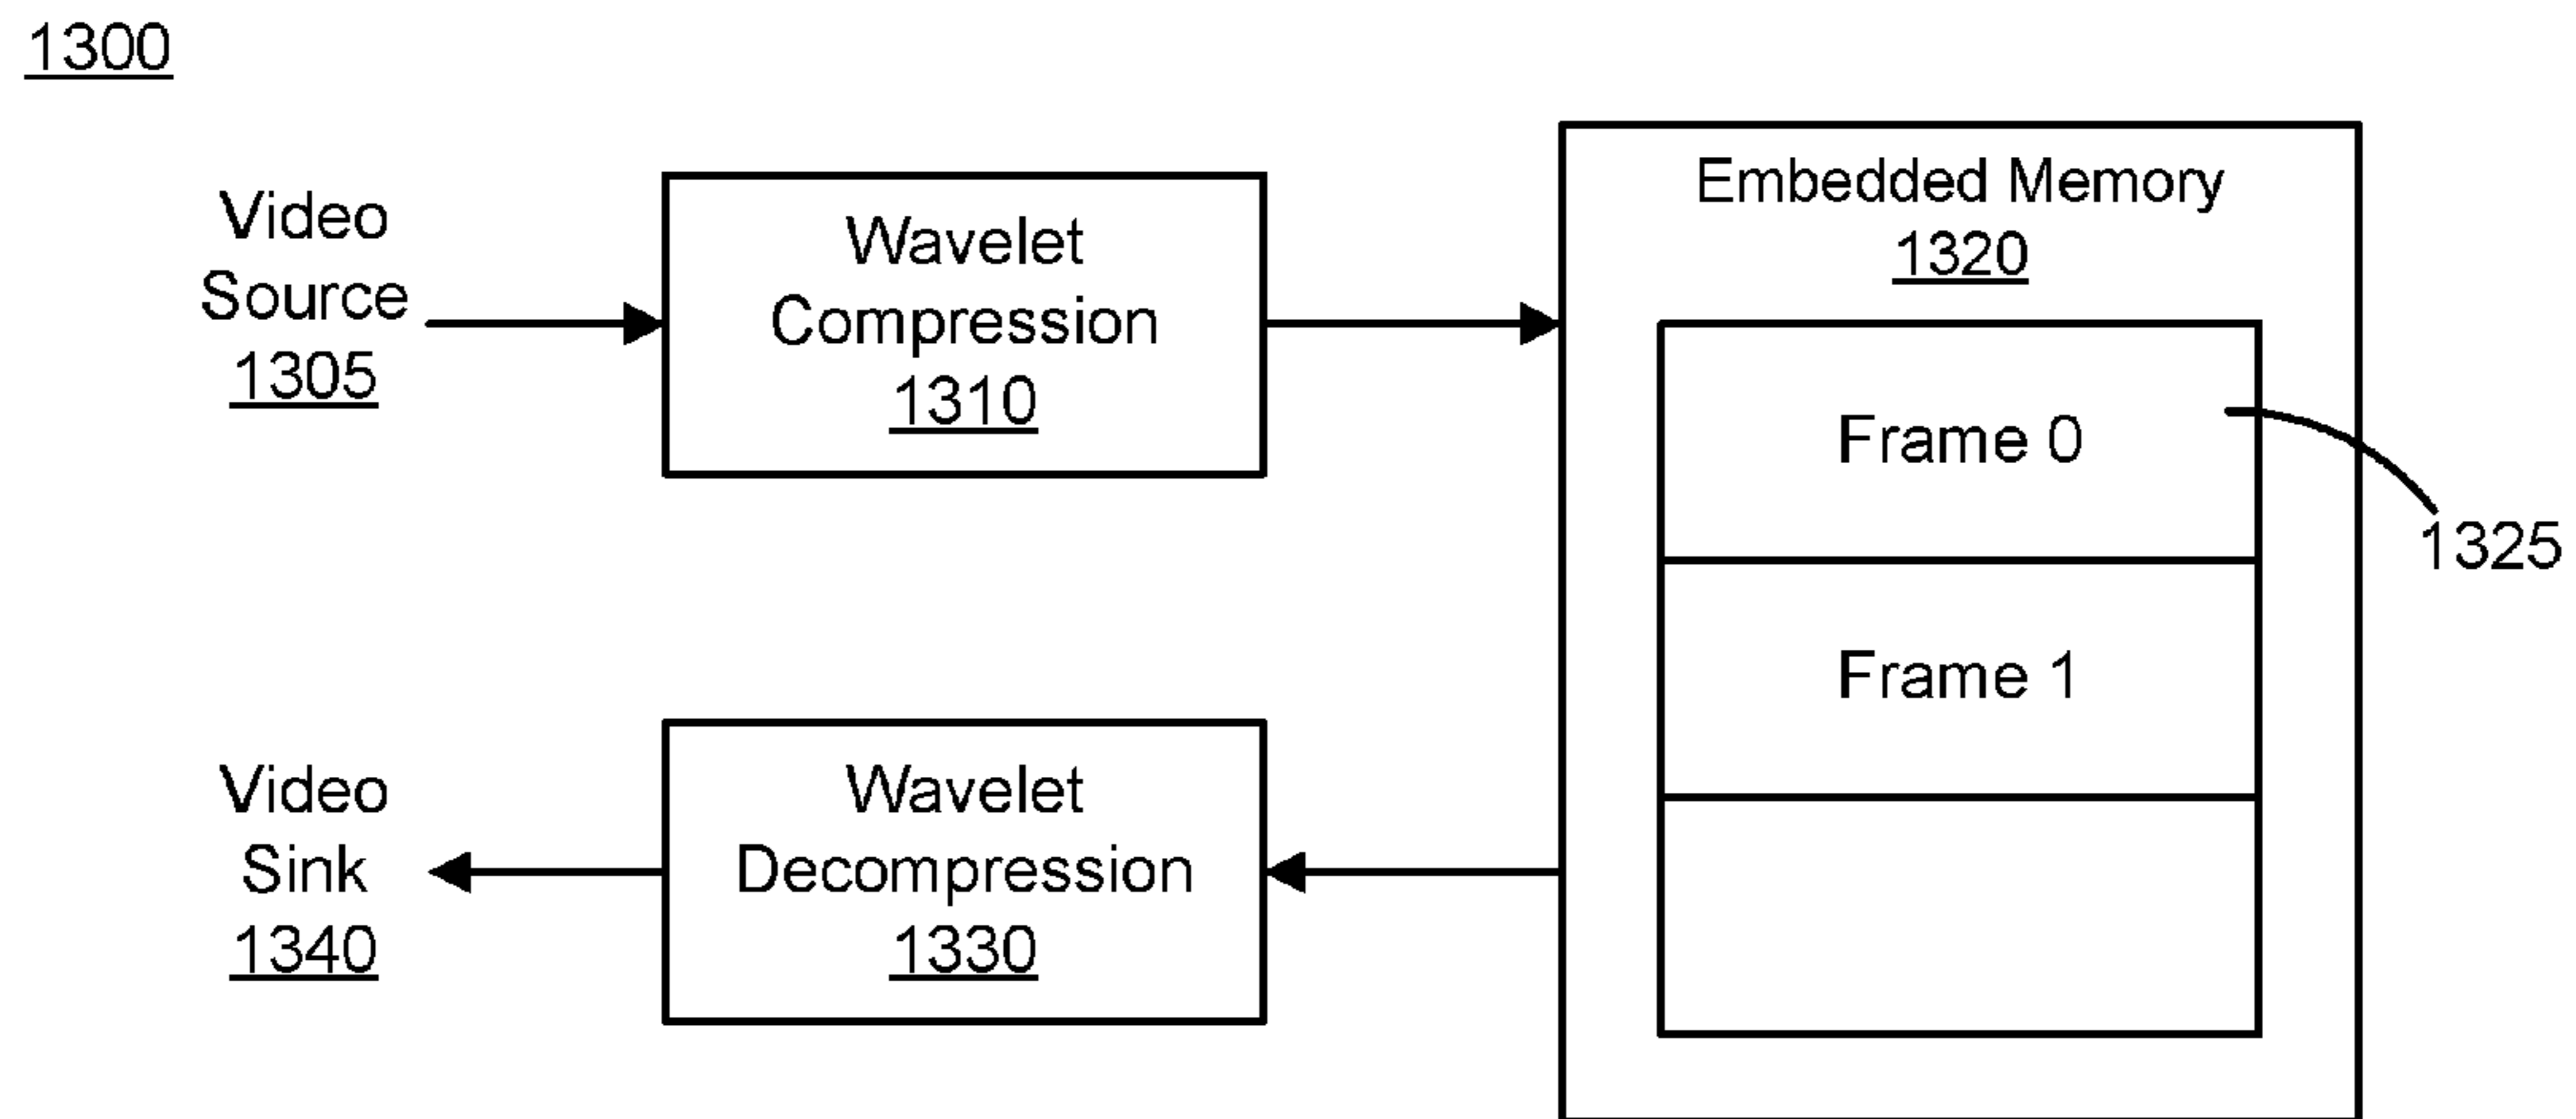 1300
Video
Source
1305
Wavelet
Compression
1310
Embedded Memory
1320
Frame 0
1325
Frame 1
Video
Sink
1340
Wavelet
Decompression
1330